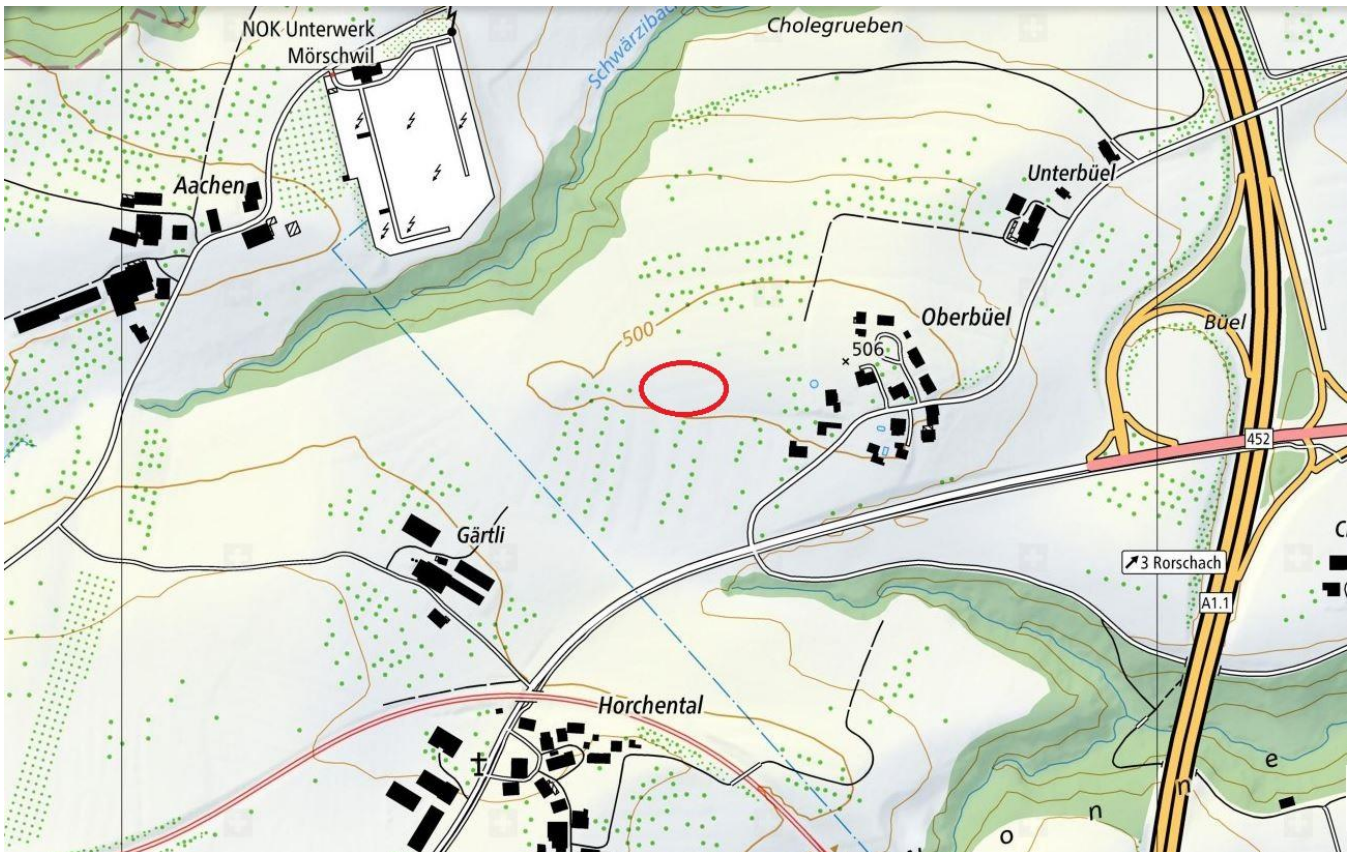 NOK Unterwerk
Mörschwil
Schwärzibach
Cholegrueben
Aachen
Unterbüel
500
Oberbüel
506
Büel
452
Gärtli
3 Rorschach
A1.1
Horchental
n
e
n
o